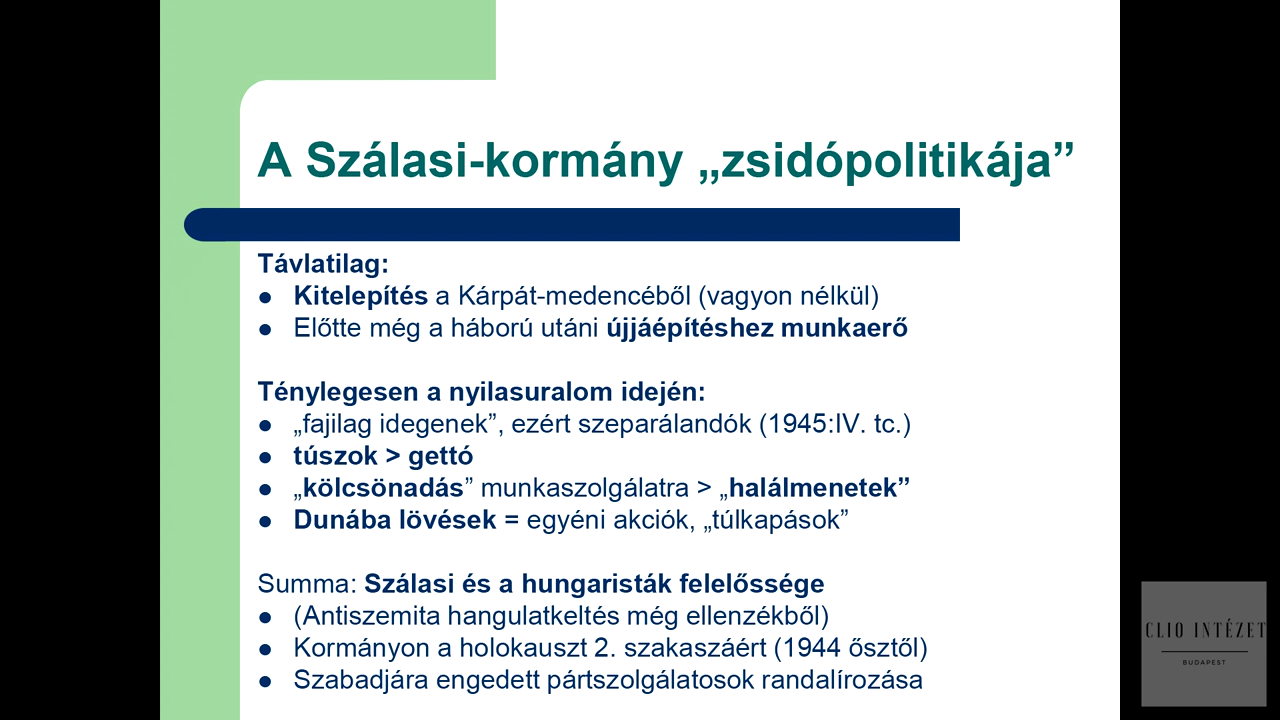 A Szálasi-kormány „zsidópolitikája”
Távlatilag:
● Kitelepítés a Kárpát-medencéből (vagyon nélkül)
● Előtte még a háború utáni újjáépítéshez munkaerő
Ténylegesen a nyilasuralom idején:
● „fajilag idegenek”, ezért szeparálandók (1945:IV. tc.)
● túszok > gettó
● „kölcsönadás” munkaszolgálatra > „halálmenetek”
● Dunába lövések = egyéni akciók, „túlkapások”
Summa: Szálasi és a hungaristák felelőssége
● (Antiszemita hangulatkeltés még ellenzékből)
● Kormányon a holokauszt 2. szakaszáért (1944 ősztől)
● Szabadjára engedett pártszolgálatosok randalírozása
CLIO INTÉZET
BUDAPEST